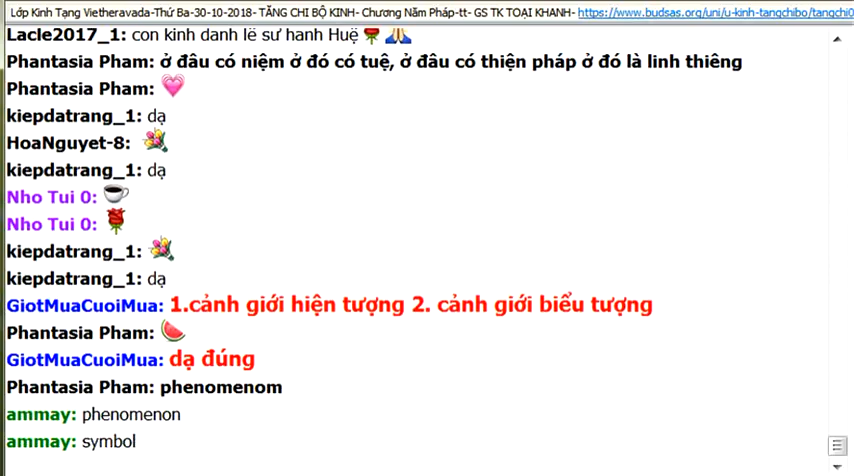 Lớp Kinh Tạng Vietheravada-Thứ Ba-30-10-2018- TĂNG CHI BỘ KINH- Chương Năm Pháp-tt- GS TK TOẠI KHANH- https://www.budsas.org/uni/u-kinh-tangchibo/tangchi0
Lacle2017_1: con kinh danh lê sư hanh Huệ 🌹🙏
Phantasia Pham: ở đâu có niệm ở đó có tuệ, ở đâu có thiện pháp ở đó là linh thiêng
Phantasia Pham: 💗
kiepdatrang_1: dạ
HoaNguyet-8: 💐
kiepdatrang_1: dạ
Nho Tui 0: ☕
Nho Tui 0: 🌹
kiepdatrang_1: 💐
kiepdatrang_1: dạ
GiotMuaCuoiMua: 1.cảnh giới hiện tượng 2. cảnh giới biểu tượng
Phantasia Pham: 🍉
GiotMuaCuoiMua: dạ đúng
Phantasia Pham: phenomenom
ammay: phenomenon
ammay: symbol